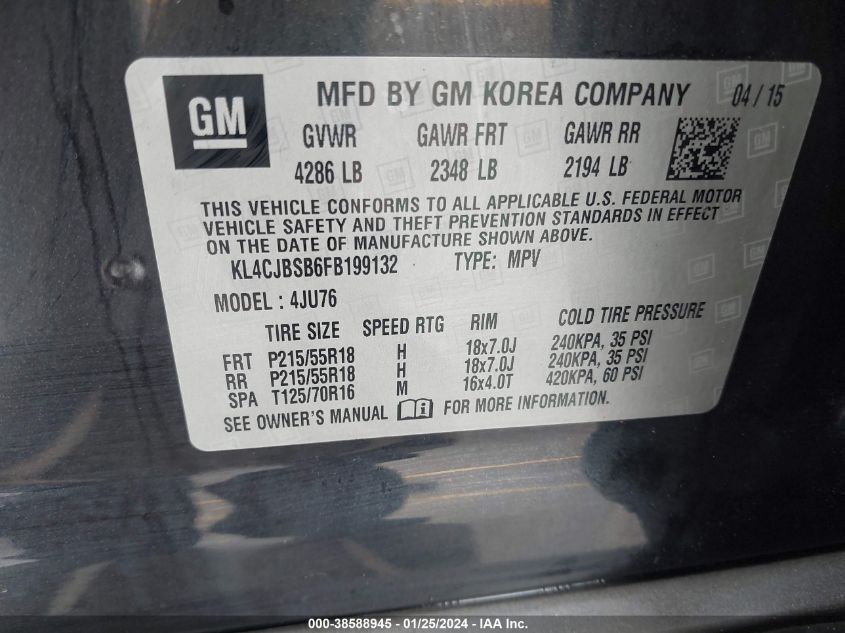 GM
MFD BY GM KOREA COMPANY 04 / 15
GVWR GAWR FRT GAWR RR
4286 LB 2348 LB 2194 LB
THIS VEHICLE CONFORMS TO ALL APPLICABLE U.S. FEDERAL MOTOR
VEHICLE SAFETY AND THEFT PREVENTION STANDARDS IN EFFECT
ON THE DATE OF MANUFACTURE SHOWN ABOVE.
KL4CJBSB6FB199132 TYPE: MPV
MODEL : 4JU76
TIRE SIZE SPEED RTG RIM COLD TIRE PRESSURE
FRT P215/55R18 H 18x7.0J 240KPA, 35 PSI
RR P215/55R18 H 18x7.0J 240KPA, 35 PSI
SPA T125/70R16 M 16x4.0T 420KPA, 60 PSI
SEE OWNER'S MANUAL FOR MORE INFORMATION.
000-38588945 - 01/25/2024 - IAA Inc.